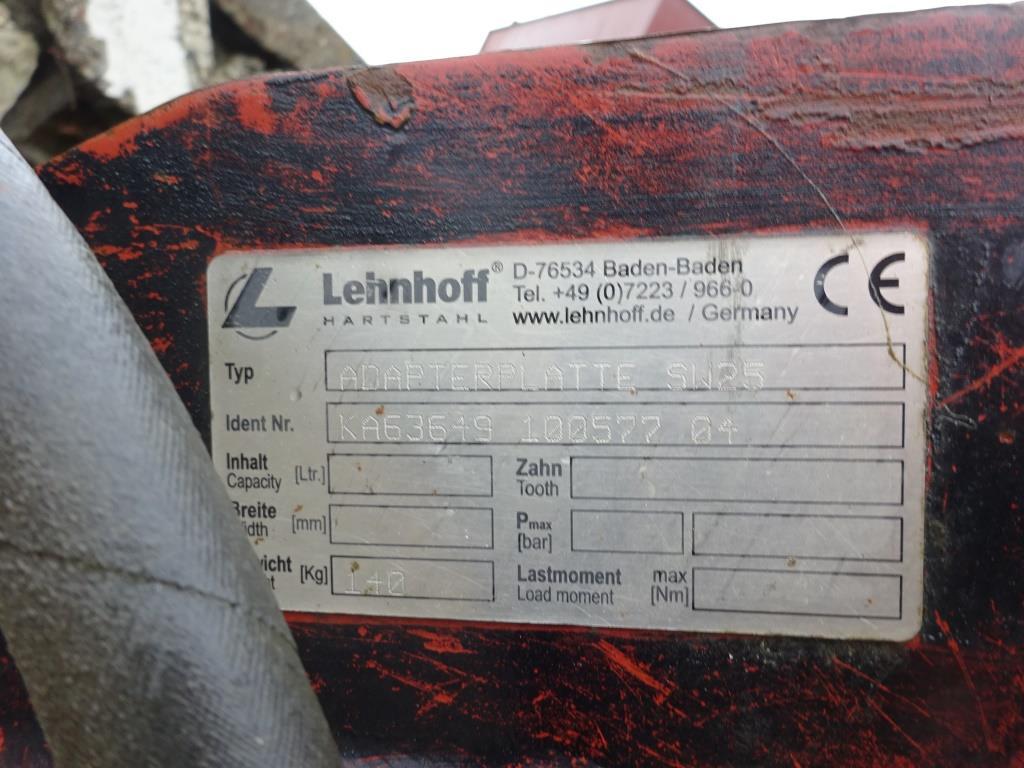 Lehnhoff®
HARTSTAHL
D-76534 Baden-Baden
Tel. +49 (0)7223 / 966-0
www.lehnhoff.de / Germany
CE
Typ ADAPTERPLATTE SW25
Ident Nr. KA63649 100577 04
Inhalt
Capacity [Ltr.]
Zahn
Tooth
Breite
idth [mm]
Pmax
[bar]
wicht
t [Kg] 140
Lastmoment max
Load moment [Nm]